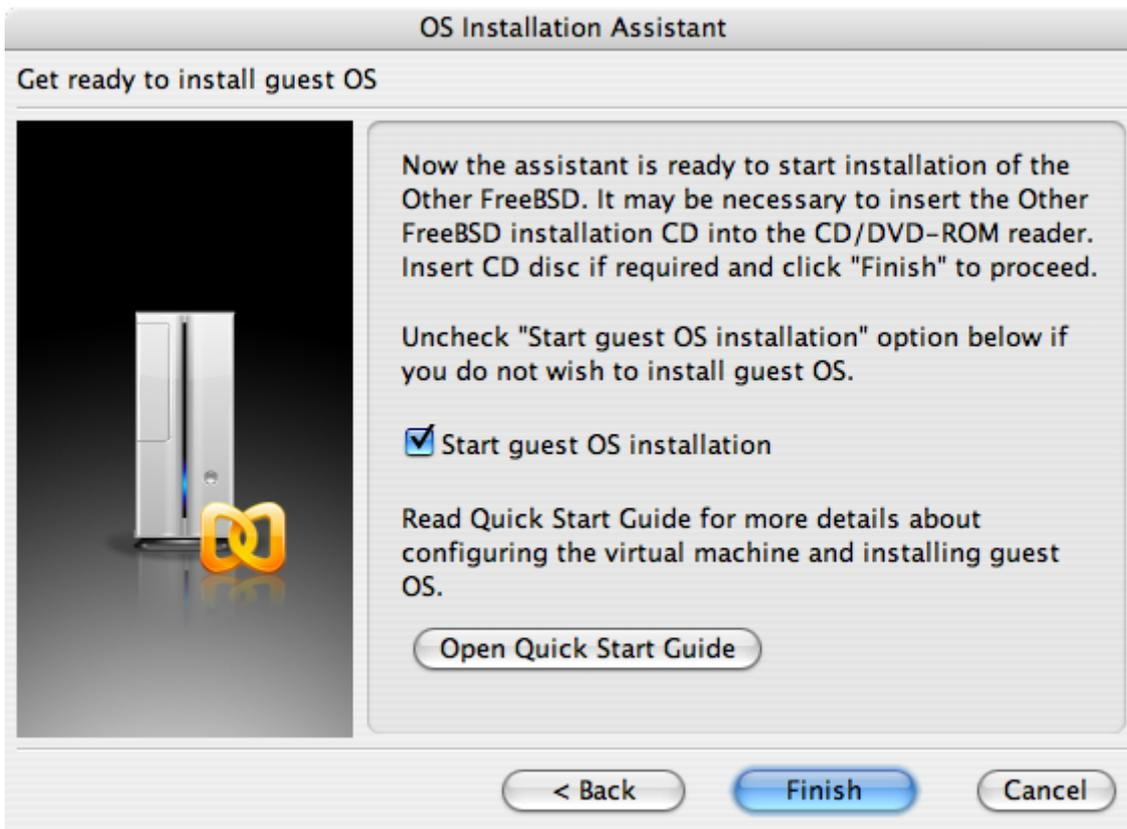 OS Installation Assistant
Get ready to install guest OS
Now the assistant is ready to start installation of the
Other FreeBSD. It may be necessary to insert the Other
FreeBSD installation CD into the CD/DVD-ROM reader.
Insert CD disc if required and click "Finish" to proceed.
Uncheck "Start guest OS installation" option below if
you do not wish to install guest OS.
Start guest OS installation
Read Quick Start Guide for more details about
configuring the virtual machine and installing guest
OS.
Open Quick Start Guide
< Back
Finish
Cancel